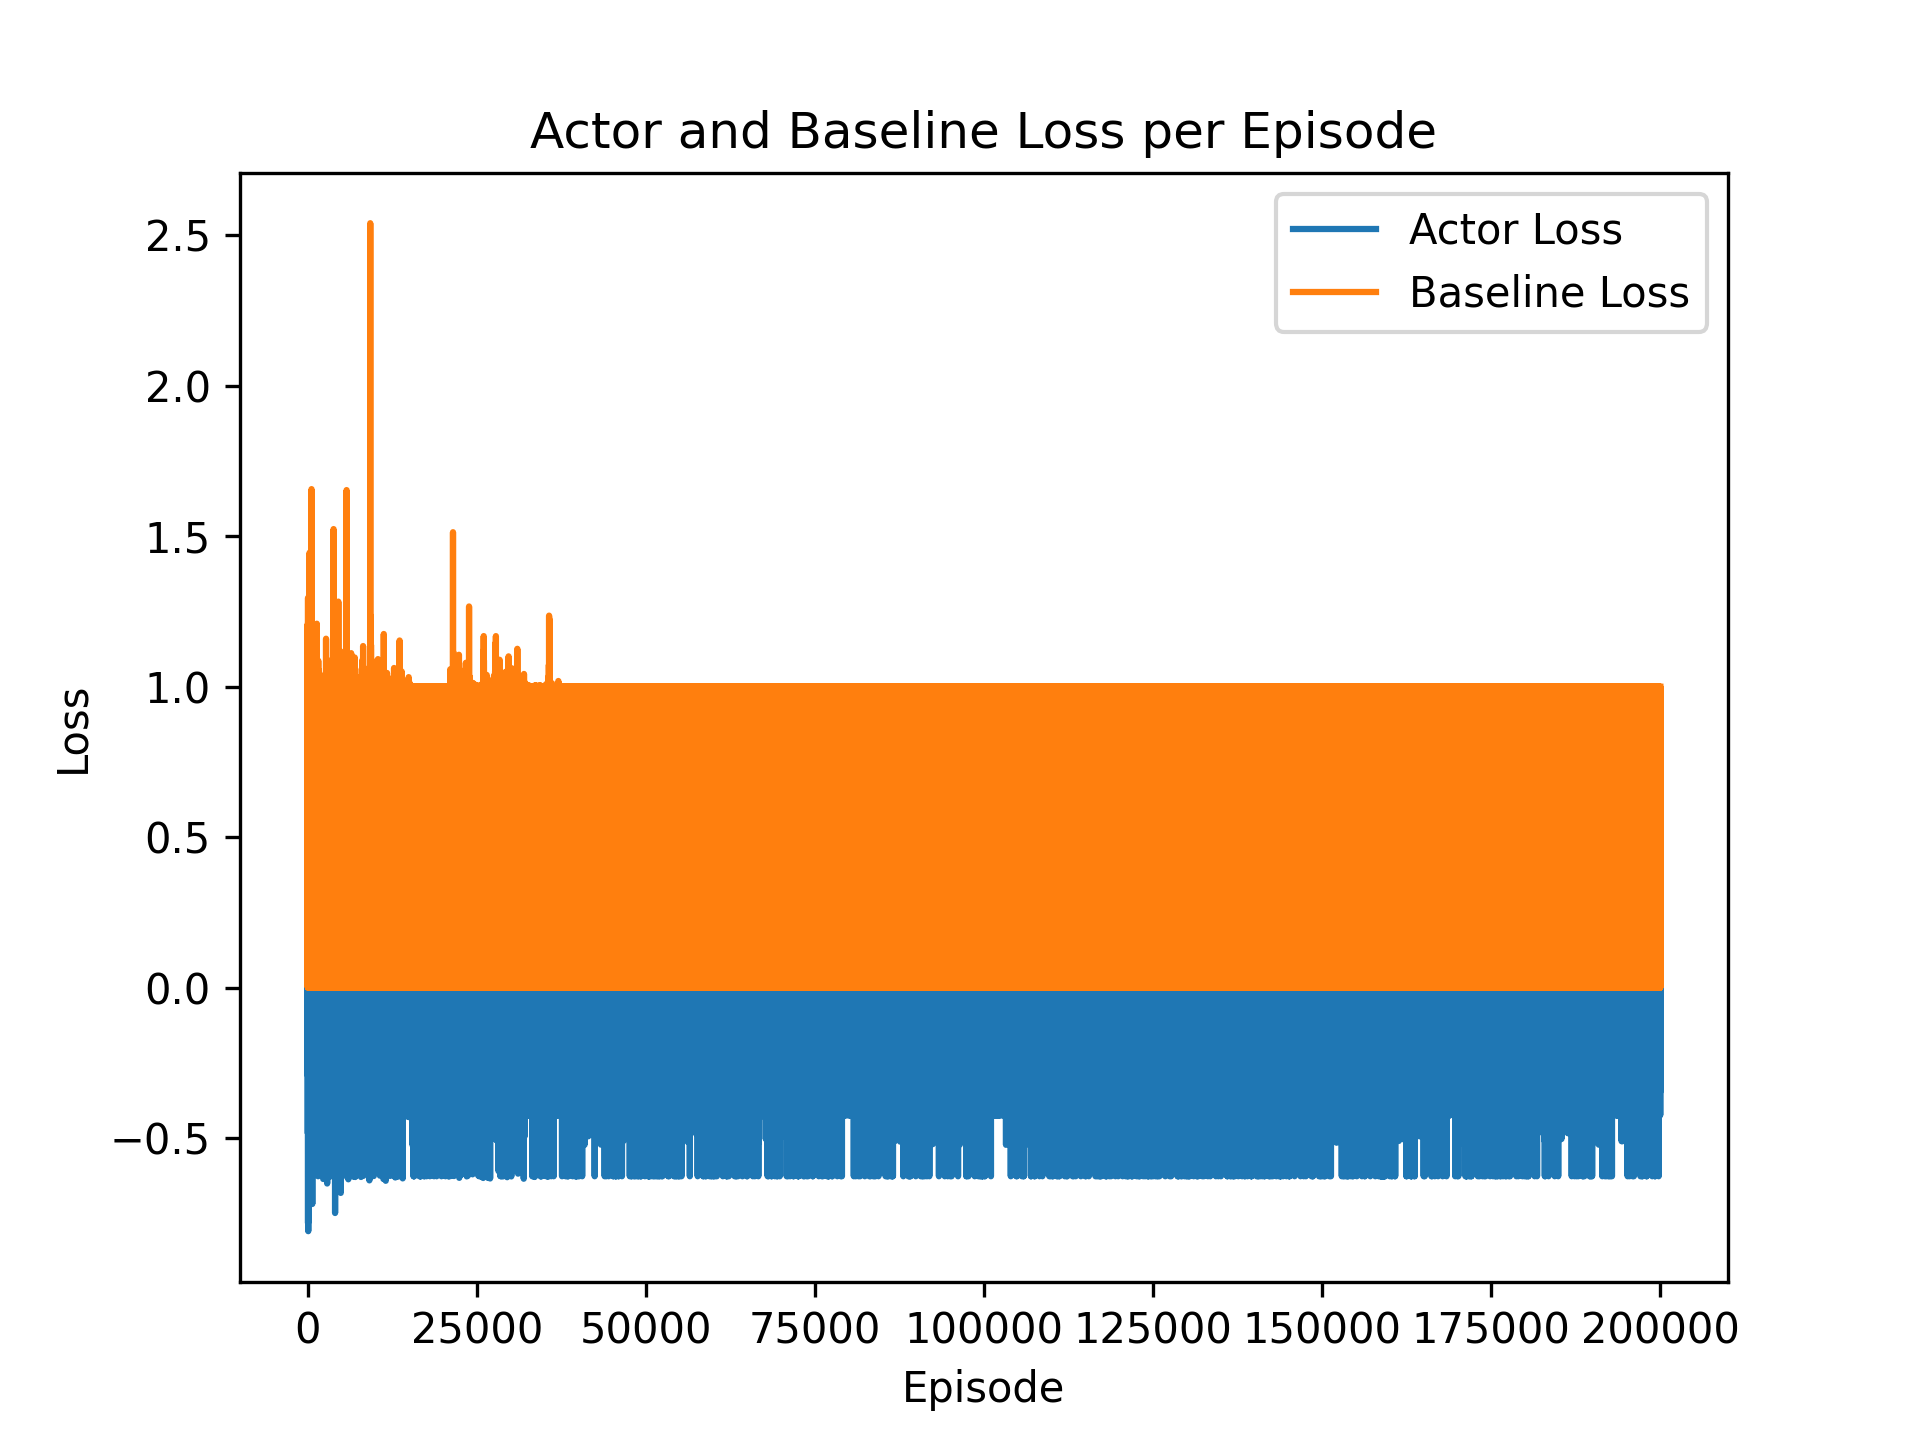 Actor and Baseline Loss per Episode
Actor Loss
Baseline Loss
2.5
2.0
1.5
1.0
0.5
0.0
−0.5
Loss
0 25000 50000 75000 100000 125000 150000 175000 200000
Episode